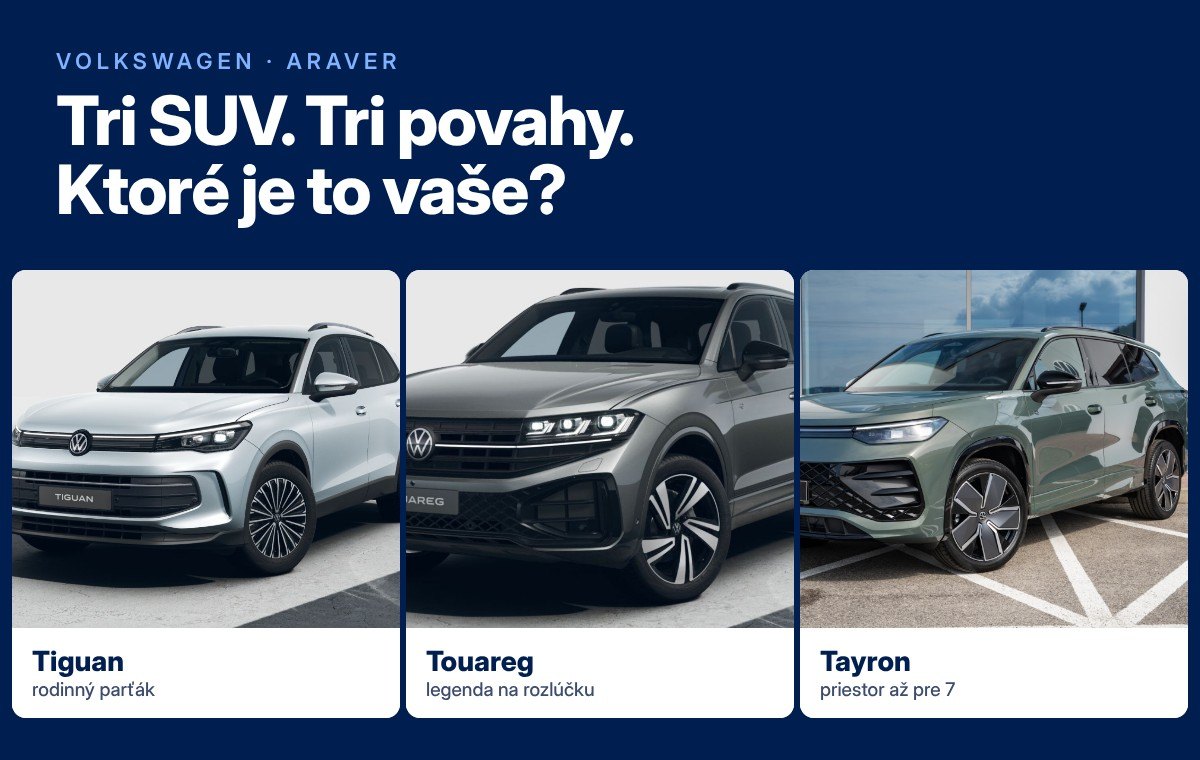 VOLKSWAGEN · ARAVER
Tri SUV. Tri povahy.
Ktoré je to vaše?
TIGUAN
UAREG
Tiguan
rodinný parťák
Touareg
legenda na rozlúčku
Tayron
priestor až pre 7